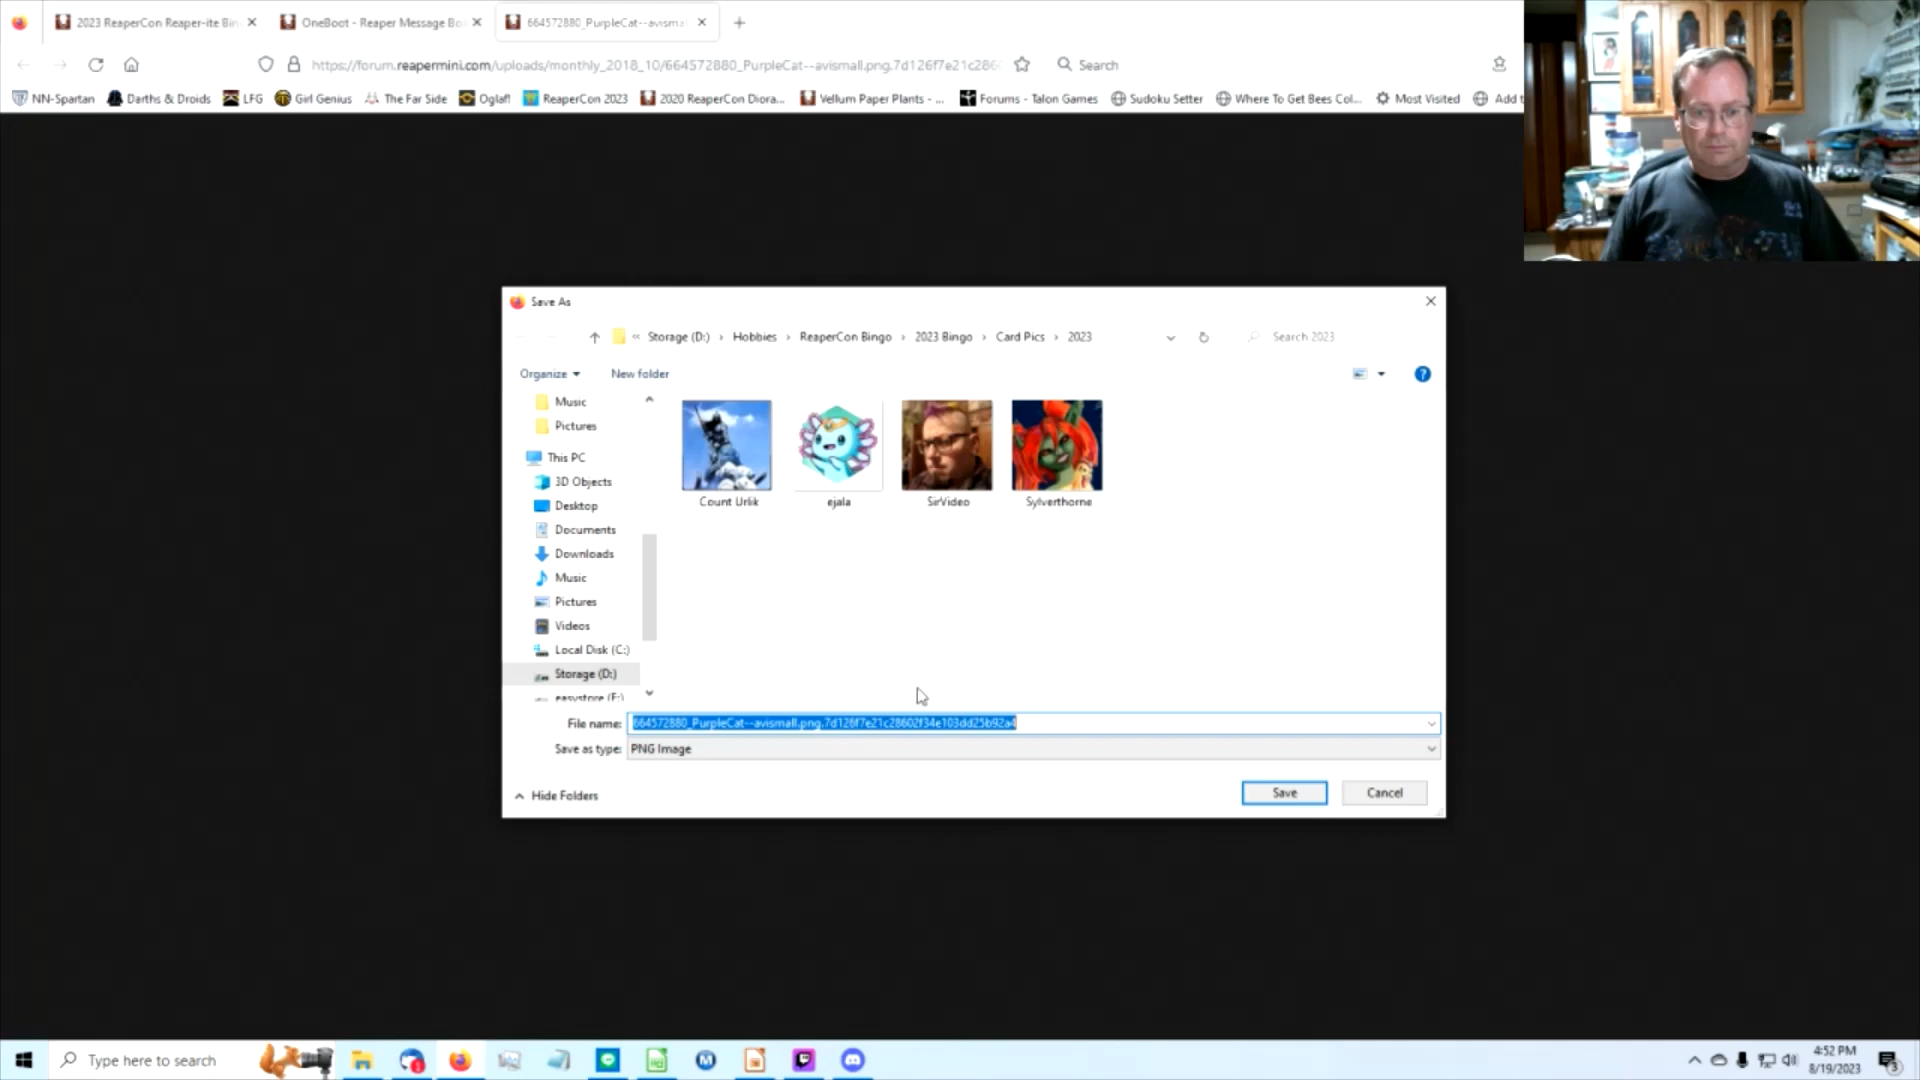 2023 ReaperCon Reaper-ite Bin
OneBoot - Reaper Message Bo
664572880_PurpleCat--avisma
https://forum.reapermini.com/uploads/monthly_2018_10/664572880_PurpleCat--avismall.png.7d126f7e21c286
Search
NN-Spartan
Darths & Droids
LFG
Girl Genius
The Far Side
Oglaf!
ReaperCon 2023
2020 ReaperCon Diora...
Vellum Paper Plants - ...
Forums - Talon Games
Sudoku Setter
Where To Get Bees Col...
Most Visited
Add t
Save As
« Storage (D:) › Hobbies › ReaperCon Bingo › 2023 Bingo › Card Pics › 2023
Search 2023
Organize
New folder
Music
Pictures
This PC
3D Objects
Desktop
Documents
Downloads
Music
Pictures
Videos
Local Disk (C:)
Storage (D:)
easystore (F:)
Count Urlik
ejala
SirVideo
Sylverthorne
File name: 664572880_PurpleCat--avismall.png.7d126f7e21c28602f34e103dd25b92a4
Save as type: PNG Image
Hide Folders
Save
Cancel
Type here to search
4:52 PM
8/19/2023
3